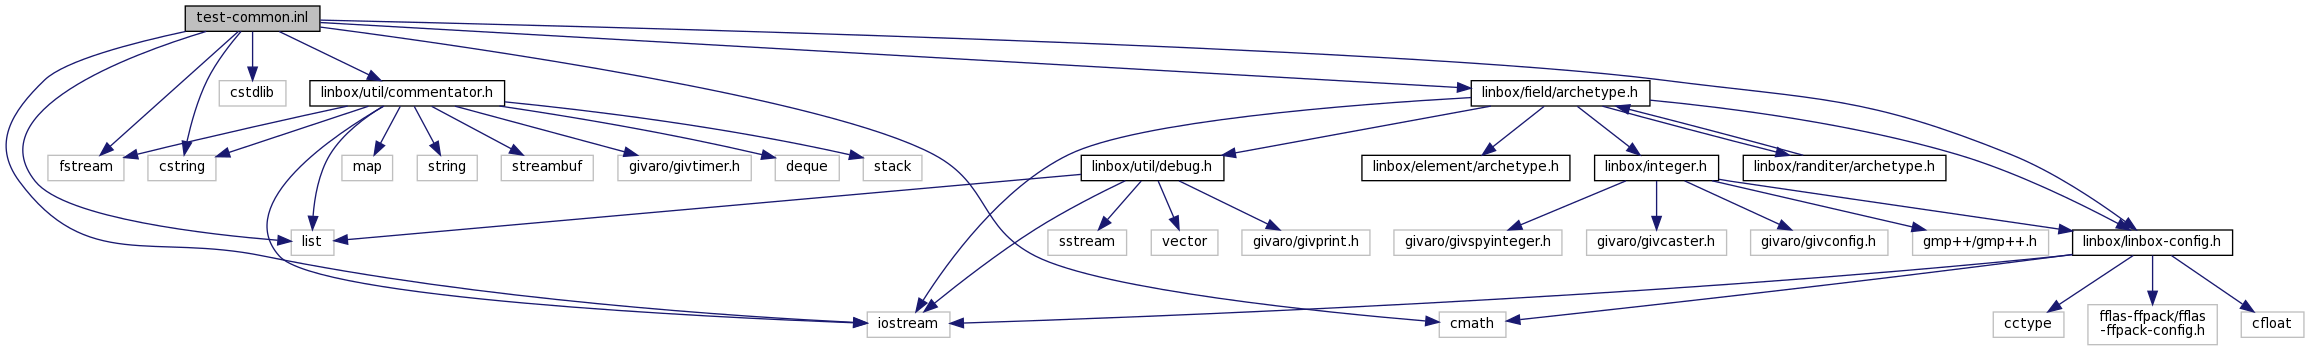 test-common.inl
cstdlib
linbox/util/commentator.h
linbox/field/archetype.h
fstream
cstring
map
string
streambuf
givaro/givtimer.h
deque
stack
linbox/util/debug.h
linbox/element/archetype.h
linbox/integer.h
linbox/randiter/archetype.h
list
sstream
vector
givaro/givprint.h
givaro/givspyinteger.h
givaro/givcaster.h
givaro/givconfig.h
gmp++/gmp++.h
linbox/linbox-config.h
iostream
cmath
cctype
fflas-ffpack/fflas
-ffpack-config.h
cfloat